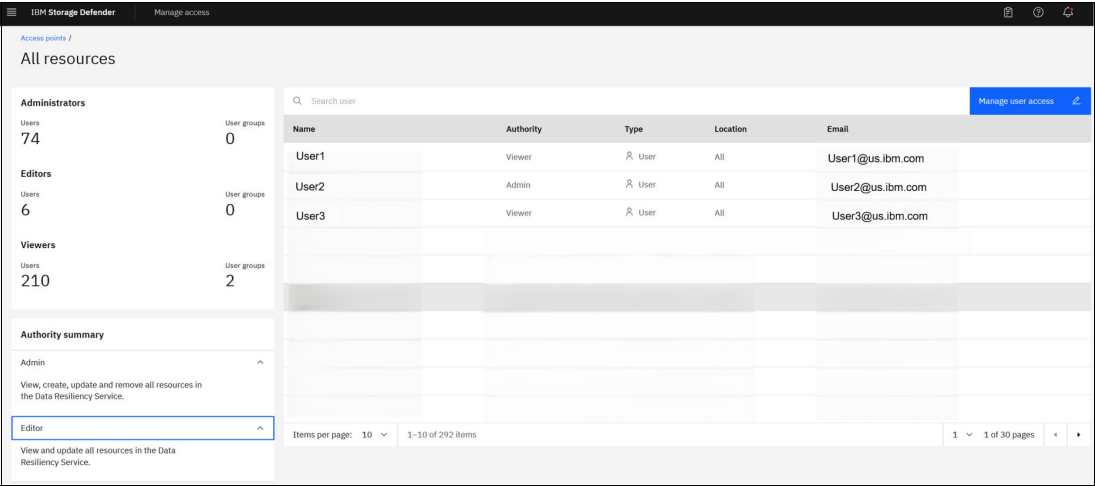 IBM Storage Defender Manage access
Access points /
All resources
Administrators
Users User groups
74 0
Editors
Users User groups
6 0
Viewers
Users User groups
210 2
Authority summary
Admin
View, create, update and remove all resources in
the Data Resiliency Service.
Editor
View and update all resources in the Data
Resiliency Service.
Search user
Manage user access
Name Authority Type Location Email
User1 Viewer User All User1@us.ibm.com
User2 Admin User All User2@us.ibm.com
User3 Viewer User All User3@us.ibm.com
Items per page: 10 1–10 of 292 items 1 1 of 30 pages